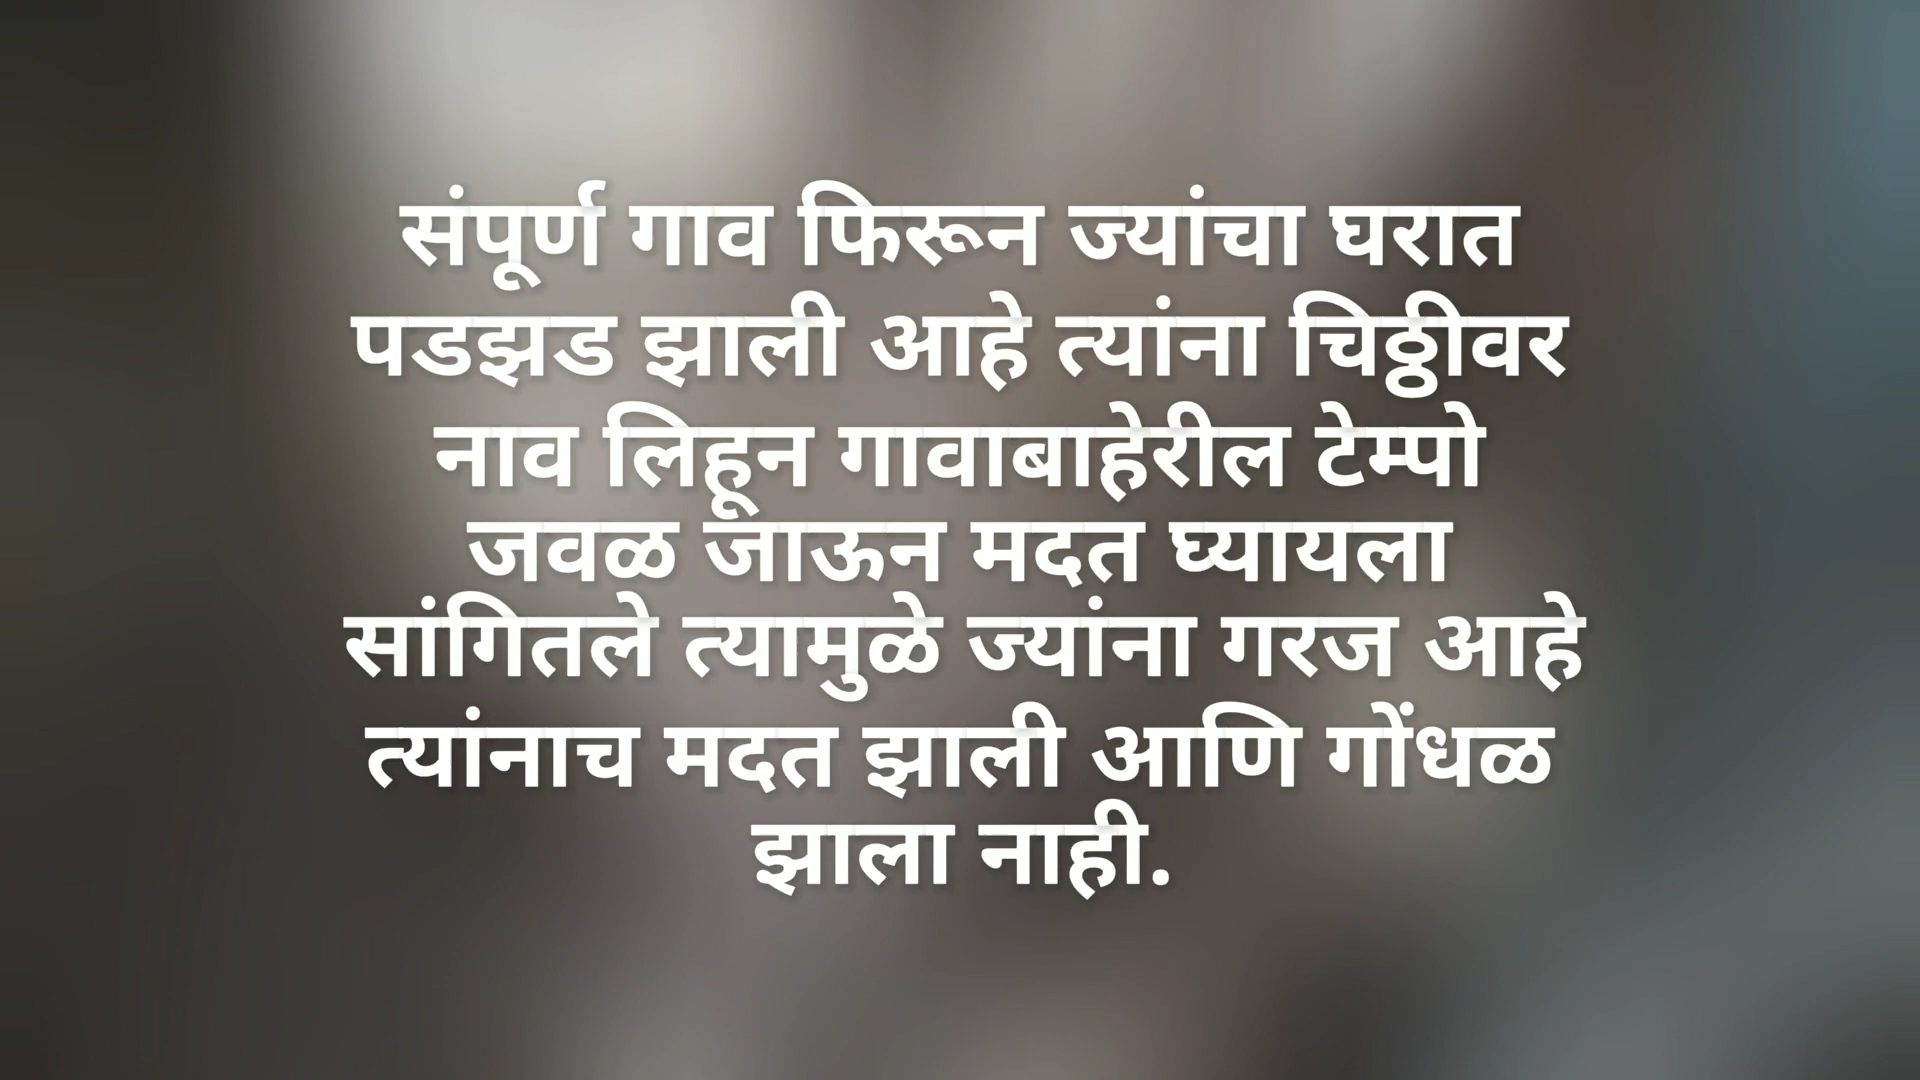 संपूर्ण गाव फिरून ज्यांचा घरात
पडझड झाली आहे त्यांना चिठ्ठीवर
नाव लिहून गावाबाहेरील टेम्पो
जवळ जाऊन मदत घ्यायला
सांगितले त्यामुळे ज्यांना गरज आहे
त्यांनाच मदत झाली आणि गोंधळ
झाला नाही.